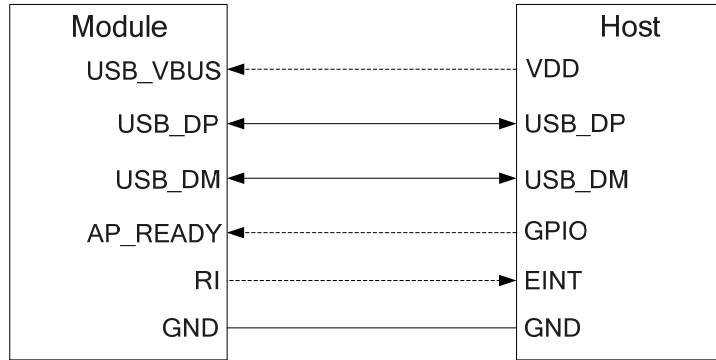 Module Host
USB_VBUS VDD
USB_DP USB_DP
USB_DM USB_DM
AP_READY GPIO
RI EINT
GND GND